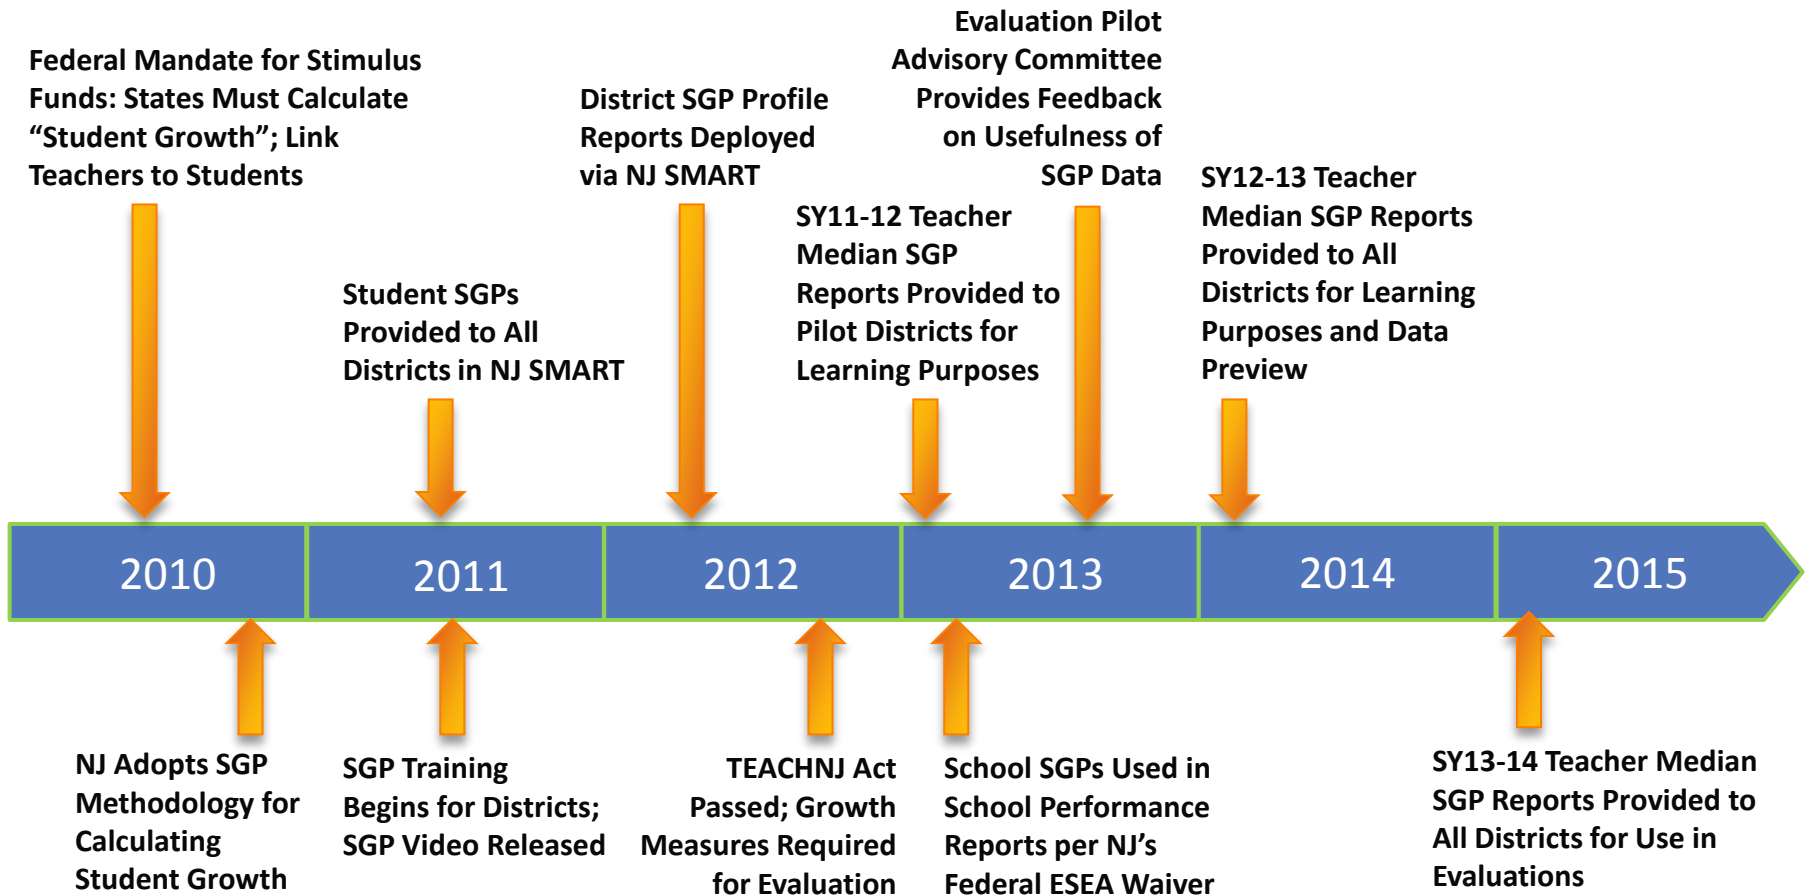 Federal Mandate for Stimulus
Funds: States Must Calculate
“Student Growth”; Link
Teachers to Students
Student SGPs
Provided to All
Districts in NJ SMART
District SGP Profile
Reports Deployed
via NJ SMART
SY11-12 Teacher
Median SGP
Reports Provided to
Pilot Districts for
Learning Purposes
Evaluation Pilot
Advisory Committee
Provides Feedback
on Usefulness of
SGP Data
SY12-13 Teacher
Median SGP Reports
Provided to All
Districts for Learning
Purposes and Data
Preview
2010
2011
2012
2013
2014
2015
NJ Adopts SGP
Methodology for
Calculating
Student Growth
SGP Training
Begins for Districts;
SGP Video Released
TEACHNJ Act
Passed; Growth
Measures Required
for Evaluation
School SGPs Used in
School Performance
Reports per NJ’s
Federal ESEA Waiver
SY13-14 Teacher Median
SGP Reports Provided to
All Districts for Use in
Evaluations